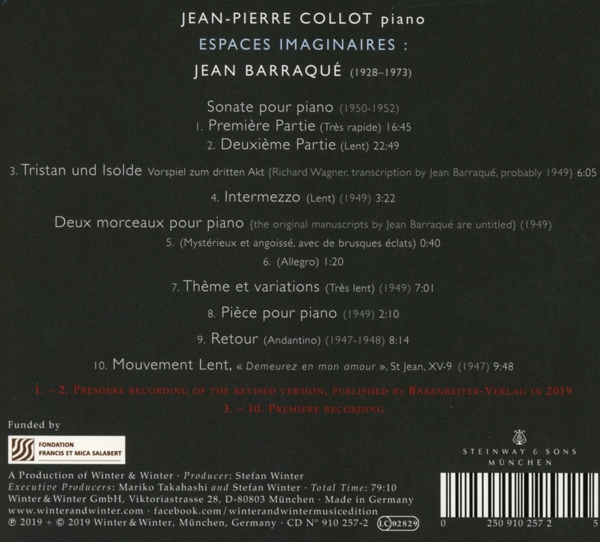 JEAN-PIERRE COLLOT piano
ESPACES IMAGINAIRES :
JEAN BARRAQUÉ (1928–1973)
Sonate pour piano (1950-1952)
1. Première Partie (Très rapide) 16:45
2. Deuxième Partie (Lent) 22:49
3. Tristan und Isolde Vorspiel zum dritten Akt {Richard Wagner, transcription by Jean Barraqué, probably 1949} 6:05
4. Intermezzo (Lent) (1949) 3:22
Deux morceaux pour piano {the original manuscripts by Jean Barraqué are untitled} (1949)
5. (Mystérieux et angoissé, avec de brusques éclats) 0:40
6. (Allegro) 1:20
7. Thème et variations (Très lent) (1949) 7:01
8. Pièce pour piano (1949) 2:10
9. Retour (Andantino) (1947-1948) 8:14
10. Mouvement Lent, « Demeurez en mon amour », St Jean, XV-9 (1947) 9:48
1. – 2. Premiere recording of the revised version, published by Bärenreiter-Verlag in 2019
3. – 10. Premiere recording
Funded by
FONDATION
FRANCIS ET MICA SALABERT
STEINWAY & SONS
MÜNCHEN
A Production of Winter & Winter · Producer: Stefan Winter
Executive Producers: Mariko Takahashi and Stefan Winter · Total Time: 79:10
Winter & Winter GmbH, Viktoriastrasse 28, D-80803 München · Made in Germany
www.winterandwinter.com · facebook.com/winterandwintermusicedition
℗ 2019 + © 2019 Winter & Winter, München, Germany · CD Nº 910 257-2
LC 02829
0 250 910 257 2 5